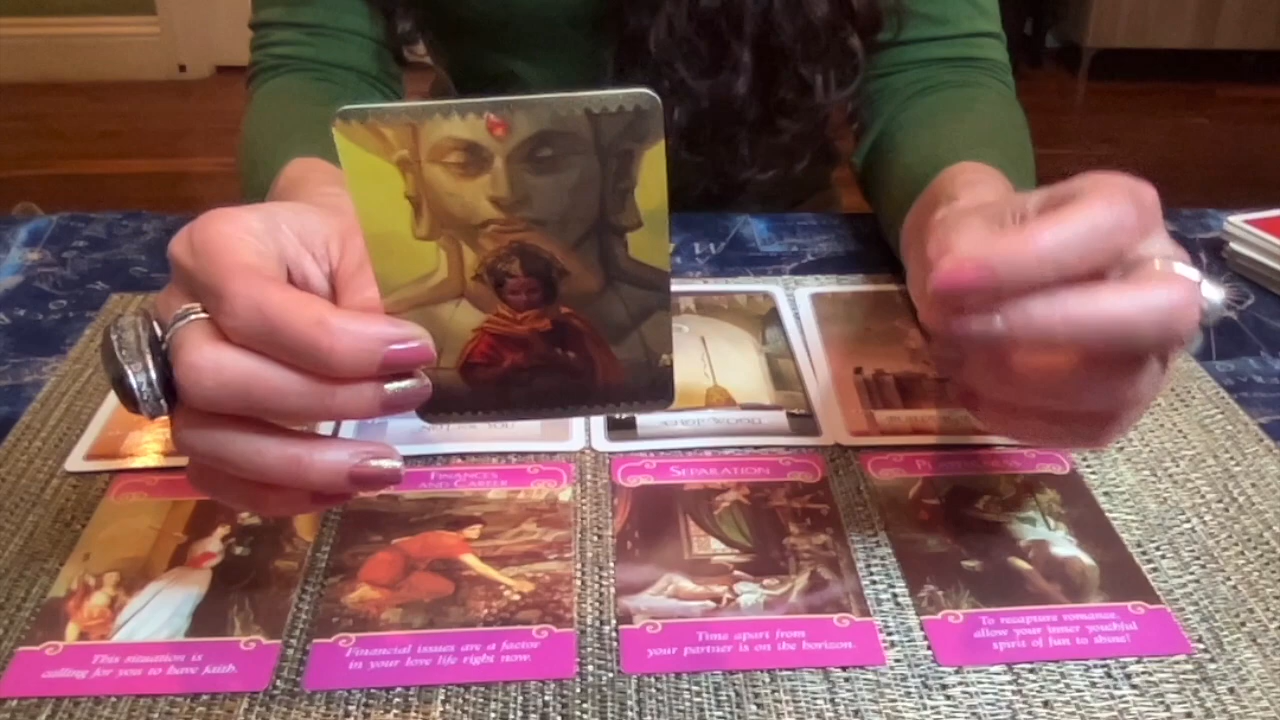 This situation is
calling for you to have faith.
FINANCES
AND CAREER
Financial issues are a factor
in your love life right now.
SEPARATION
Time apart from
your partner is on the horizon.
To recapture romance,
allow your inner youthful
spirit of fun to shine!